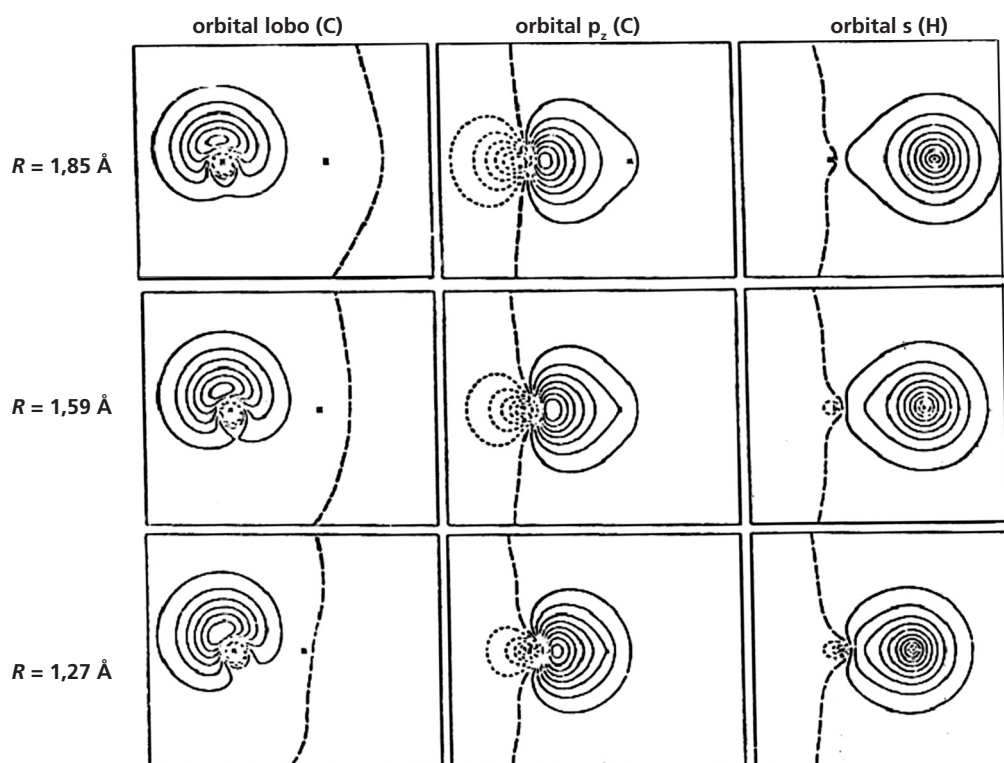 orbital lobo (C)
orbital p_z (C)
orbital s (H)
R = 1,85 Å
R = 1,59 Å
R = 1,27 Å